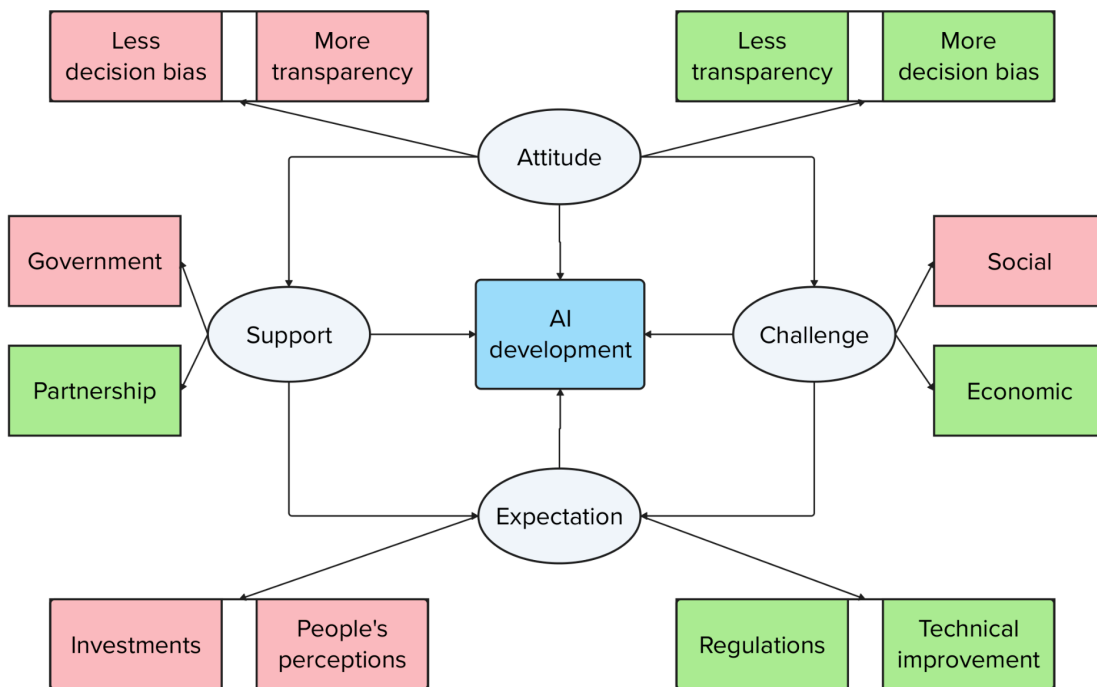 Less
decision bias
More
transparency
Less
transparency
More
decision bias
Attitude
Government
Social
Support
AI
development
Challenge
Partnership
Economic
Expectation
Investments
People's
perceptions
Regulations
Technical
improvement